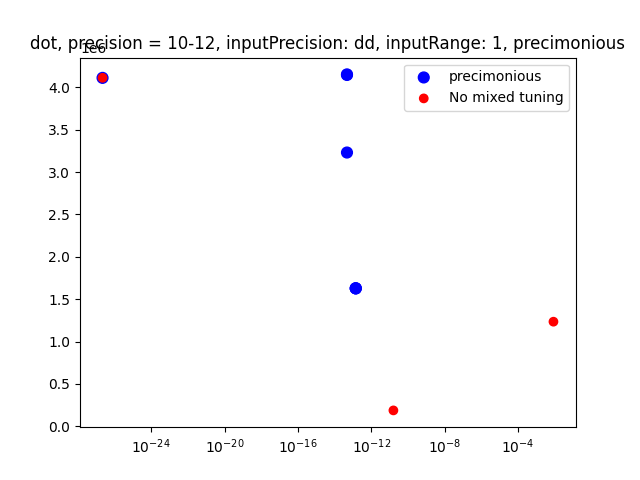 dot, precision = 10-12, inputPrecision: dd, inputRange: 1, precimonious
1e6
precimonious
No mixed tuning
4.0
3.5
3.0
2.5
2.0
1.5
1.0
0.5
0.0
10⁻²⁴ 10⁻²⁰ 10⁻¹⁶ 10⁻¹² 10⁻⁸ 10⁻⁴